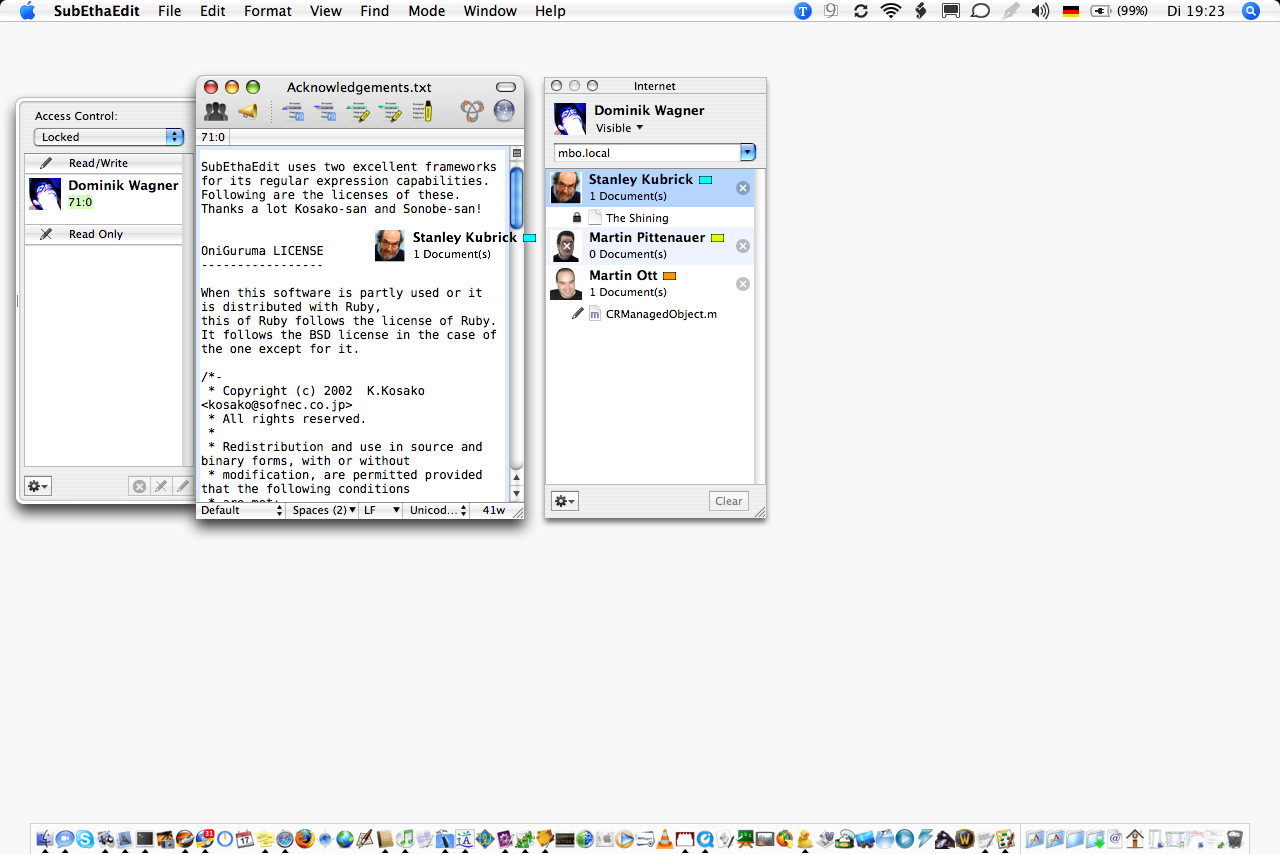 SubEthaEdit File Edit Format View Find Mode Window Help (99%) Di 19:23
Access Control:
Locked
Read/Write
Dominik Wagner
71:0
Read Only
Acknowledgements.txt
71:0
SubEthaEdit uses two excellent frameworks
for its regular expression capabilities.
Following are the licenses of these.
Thanks a lot Kosako-san and Sonobe-san!
OniGuruma LICENSE
-----------------
When this software is partly used or it
is distributed with Ruby,
this of Ruby follows the license of Ruby.
It follows the BSD license in the case of
the one except for it.
/*-
* Copyright (c) 2002 K.Kosako
<kosako@sofnec.co.jp>
* All rights reserved.
*
* Redistribution and use in source and
binary forms, with or without
* modification, are permitted provided
that the following conditions
* are met:
Default Spaces (2) LF Unicod... 41w
Stanley Kubrick
1 Document(s)
Internet
Dominik Wagner
Visible
mbo.local
Stanley Kubrick
1 Document(s)
The Shining
Martin Pittenauer
0 Document(s)
Martin Ott
1 Document(s)
CRManagedObject.m
Clear